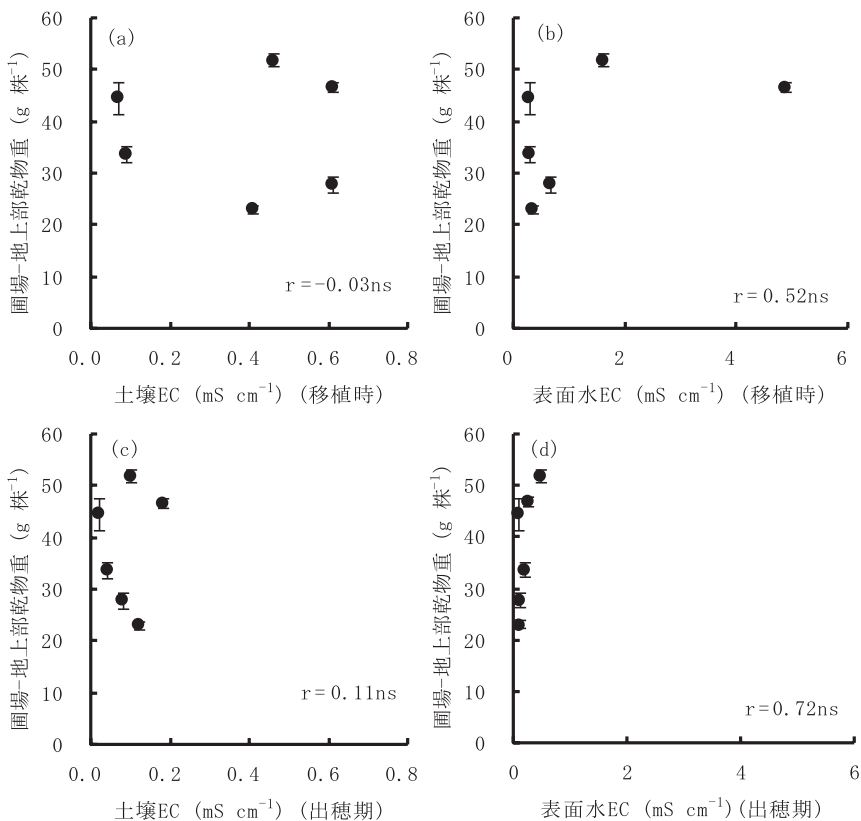 (a)
圃場-地上部乾物重 (g 株⁻¹)
60
50
40
30
20
10
0
r=-0.03ns
0.0 0.2 0.4 0.6 0.8
土壌EC (mS cm⁻¹) (移植時)
(b)
圃場-地上部乾物重 (g 株⁻¹)
60
50
40
30
20
10
0
r=0.52ns
0 2 4 6
表面水EC (mS cm⁻¹) (移植時)
(c)
圃場-地上部乾物重 (g 株⁻¹)
60
50
40
30
20
10
0
r=0.11ns
0.0 0.2 0.4 0.6 0.8
土壌EC (mS cm⁻¹) (出穂期)
(d)
圃場-地上部乾物重 (g 株⁻¹)
60
50
40
30
20
10
0
r=0.72ns
0 2 4 6
表面水EC (mS cm⁻¹)(出穂期)